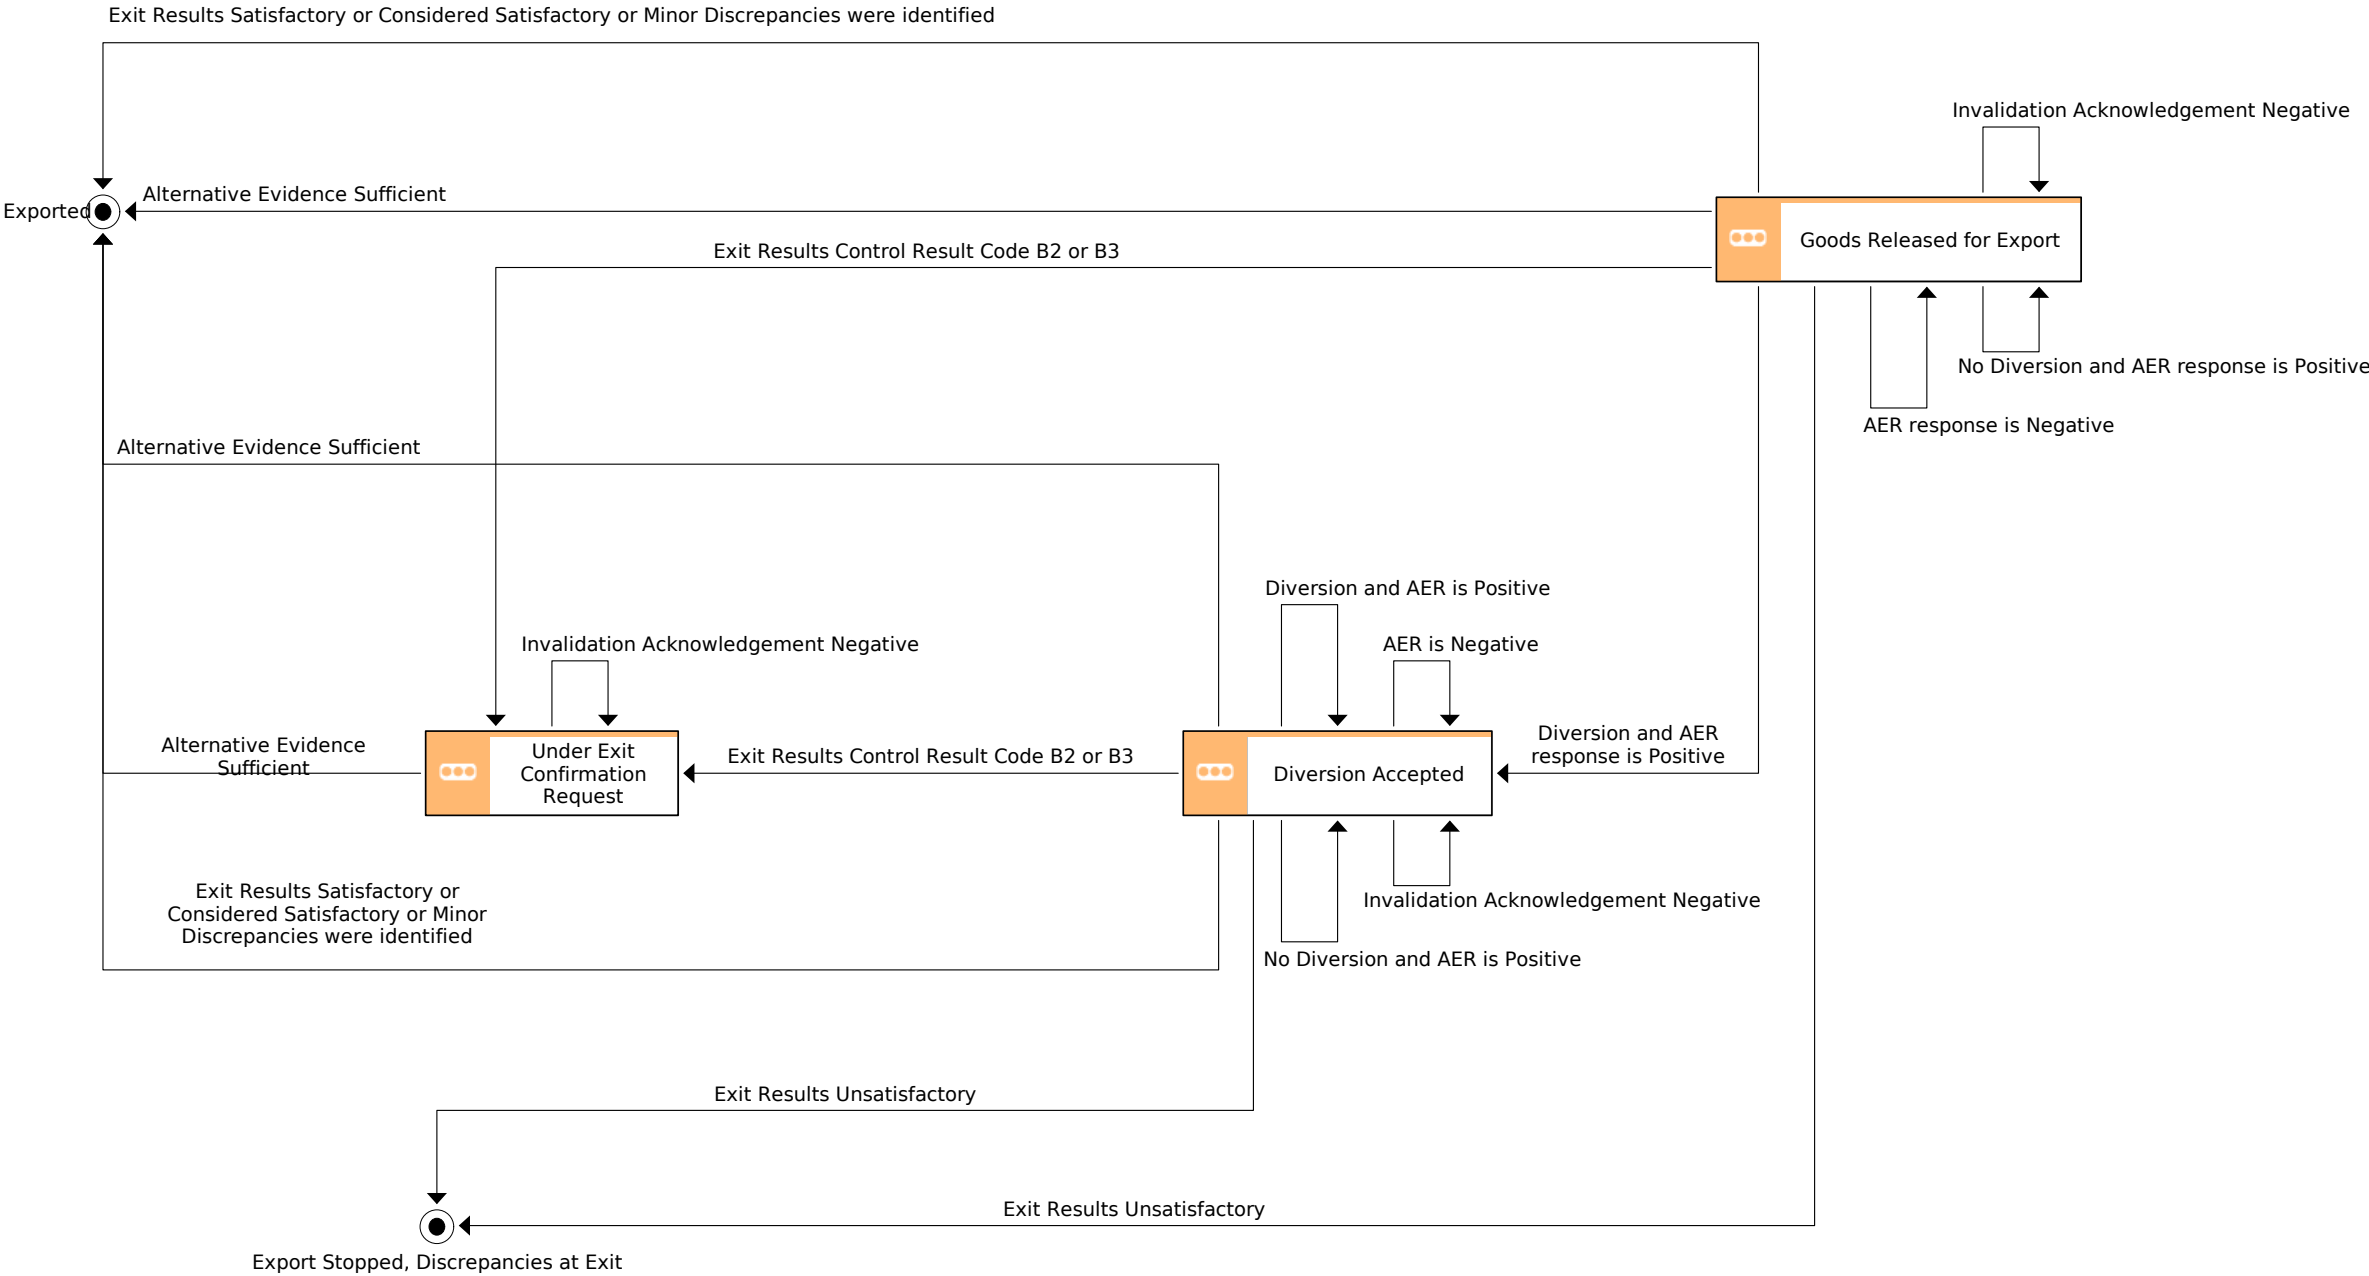 Exit Results Satisfactory or Considered Satisfactory or Minor Discrepancies were identified
Invalidation Acknowledgement Negative
Alternative Evidence Sufficient
Exported
Goods Released for Export
Exit Results Control Result Code B2 or B3
No Diversion and AER response is Positive
AER response is Negative
Alternative Evidence Sufficient
Diversion and AER is Positive
Invalidation Acknowledgement Negative
AER is Negative
Alternative Evidence
Sufficient
Under Exit
Confirmation
Request
Exit Results Control Result Code B2 or B3
Diversion Accepted
Diversion and AER
response is Positive
Exit Results Satisfactory or
Considered Satisfactory or Minor
Discrepancies were identified
Invalidation Acknowledgement Negative
No Diversion and AER is Positive
Exit Results Unsatisfactory
Exit Results Unsatisfactory
Export Stopped, Discrepancies at Exit